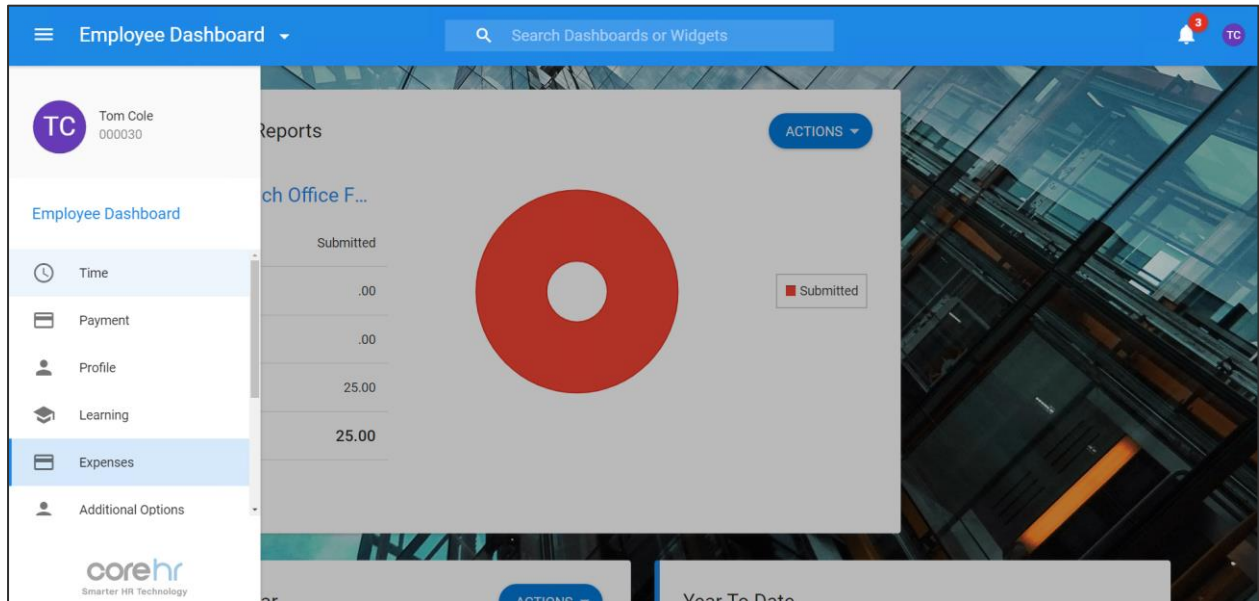 Employee Dashboard
Search Dashboards or Widgets
3
TC
TC
Tom Cole
000030
Employee Dashboard
Time
Payment
Profile
Learning
Expenses
Additional Options
corehr
Smarter HR Technology
Reports
ACTIONS
ch Office F...
Submitted
.00
.00
25.00
25.00
Submitted
ACTIONS
Year To Date